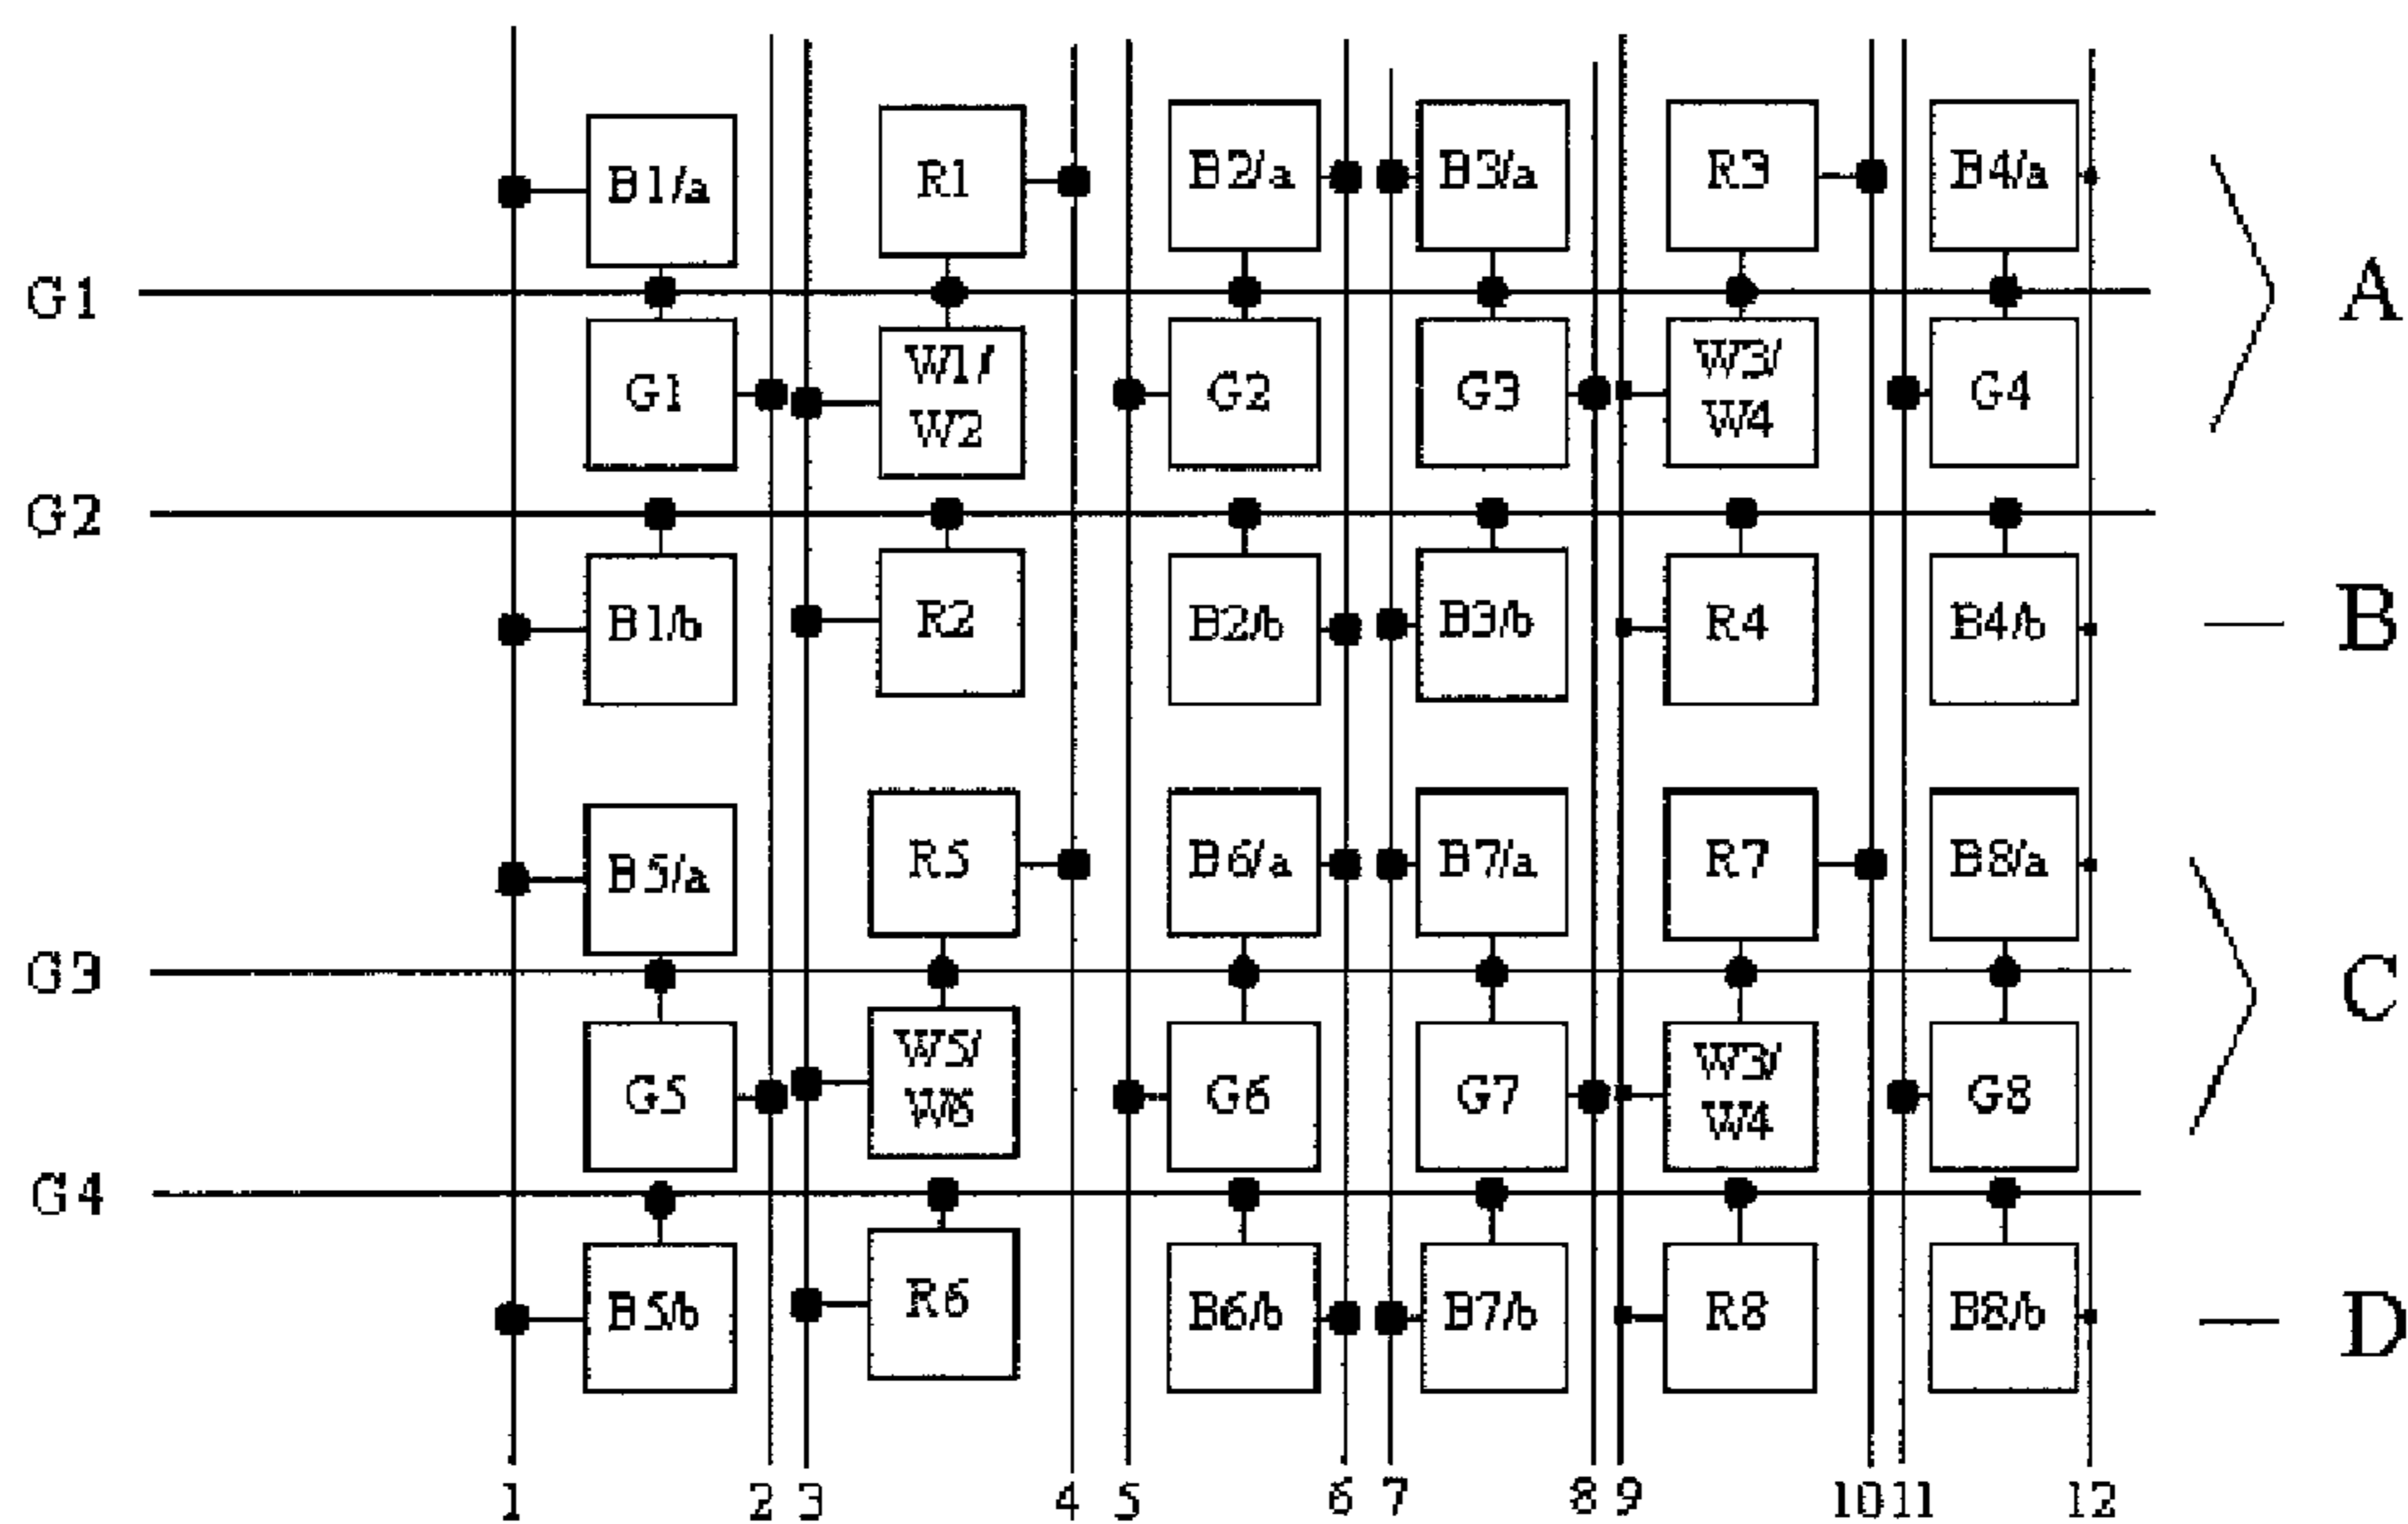 B1/a R1 B2/a B3/a R3 B4/a
G1 A
G1 W1/ W2 G2 G3 W3/ W4 G4
G2
B1/b R2 B2/b B3/b R4 B4/b B
B5/a R5 B6/a B7/a R7 B8/a
G3 C
G5 W5/ W6 G6 G7 W3/ W4 G8
G4
B5/b R6 B6/b B7/b R8 B8/b D
1 2 3 4 5 6 7 8 9 10 11 12